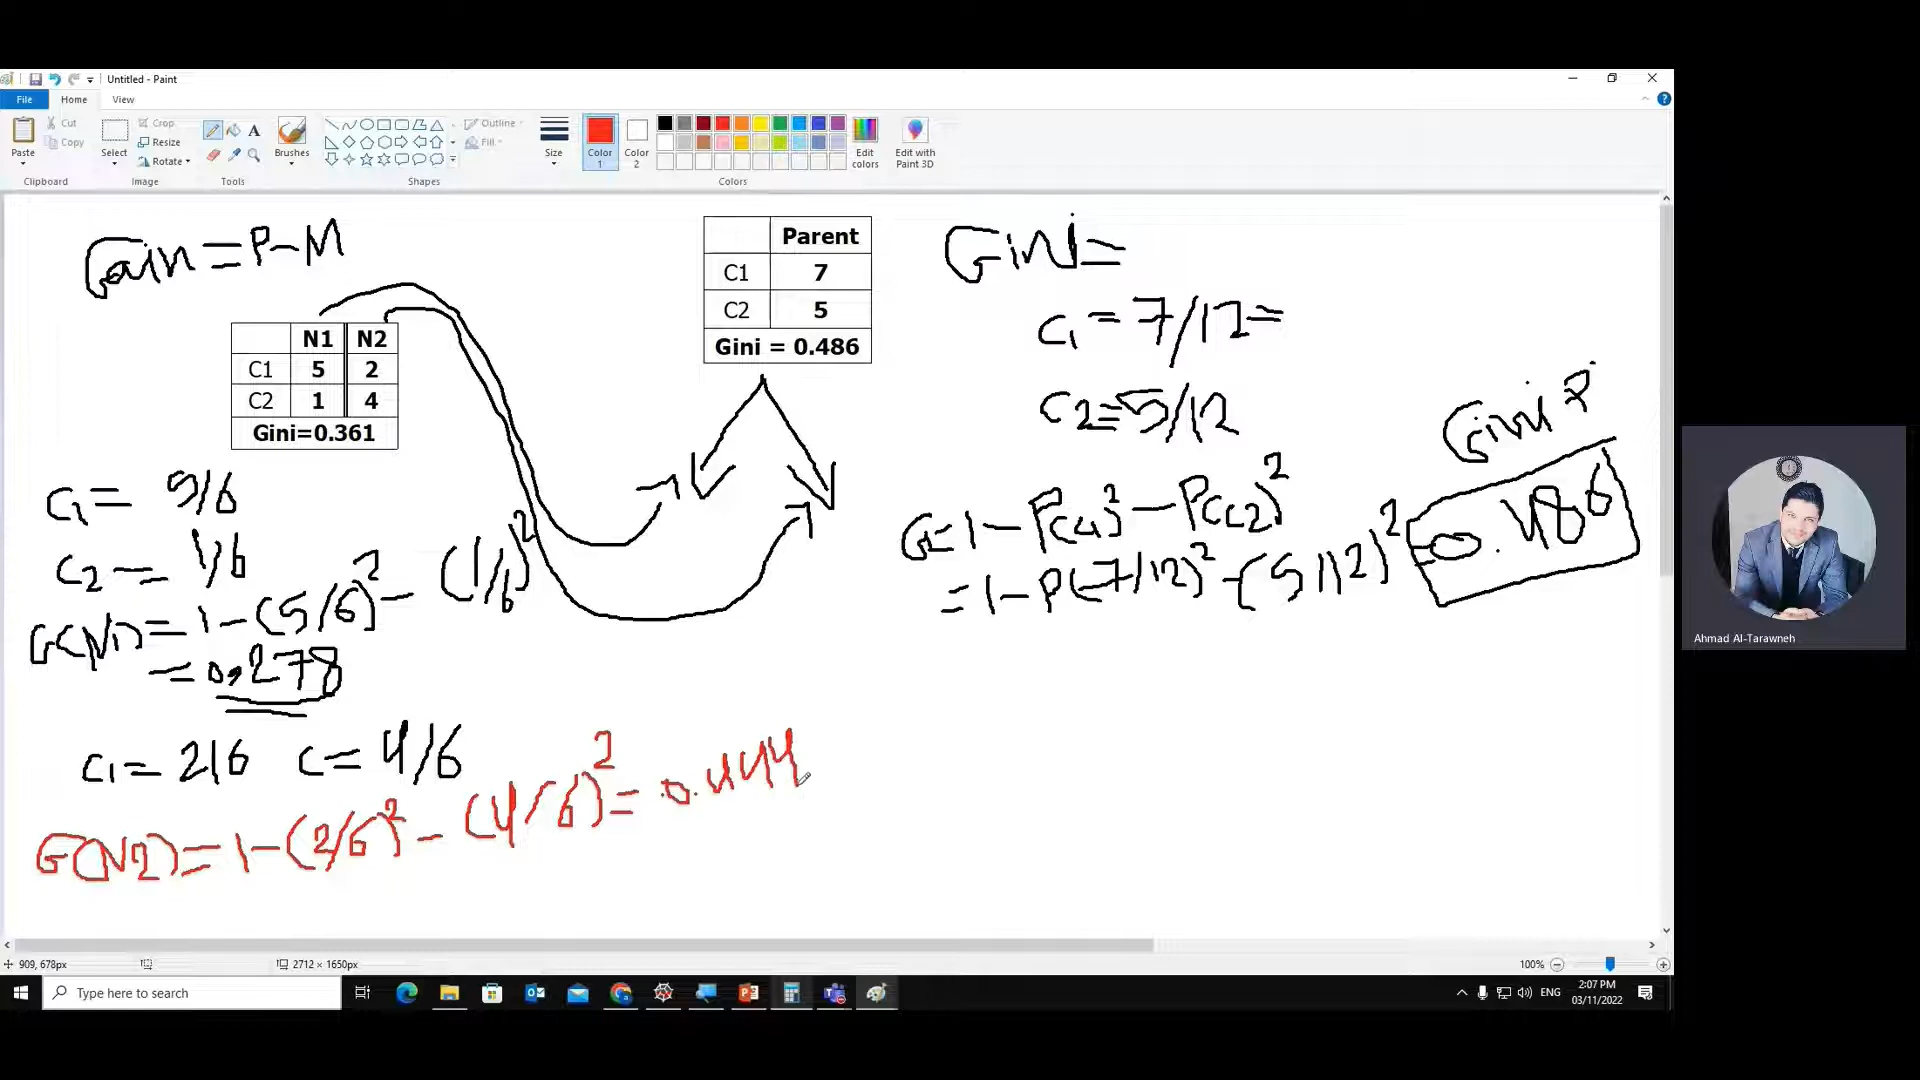 Untitled - Paint
File Home View
Paste
Cut
Copy
Clipboard
Select
Crop
Resize
Rotate
Image
Tools
Brushes
Shapes
Outline
Fill
Size
Color 1
Color 2
Colors
Edit colors
Edit with Paint 3D
Gain = P - M
N1 N2
C1 5 2
C2 1 4
Gini=0.361
Parent
C1 7
C2 5
Gini = 0.486
Gini =
C1 = 7/12 =
C2 = 5/12
Gini P
G = 1 - P(C1)² - P(C2)²
= 1 - P(7/12)² - (5/12)² = 0.486
C1 = 5/6
C2 = 1/6
G(N1) = 1 - (5/6)² - (1/6)²
= 0.278
C1 = 2/6 C = 4/6
G(N2) = 1 - (2/6)² - (4/6)² = 0.444
Ahmad Al-Tarawneh
909, 678px
2712 × 1650px
100%
Type here to search
ENG
2:07 PM
03/11/2022